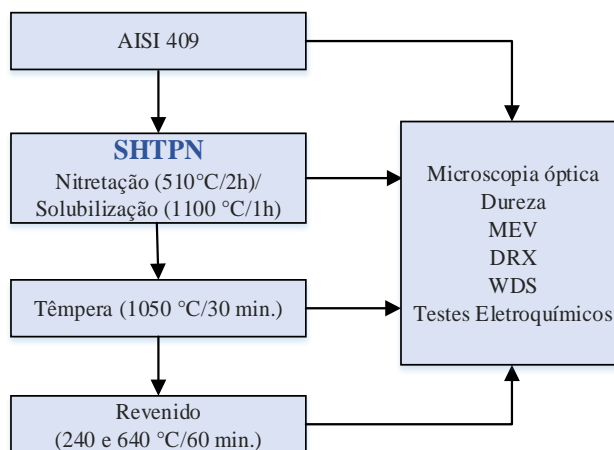 AISI 409
SHTPN
Nitretação (510°C/2h)/
Solubilização (1100 °C/1h)
Têmpera (1050 °C/30 min.)
Revenido
(240 e 640 °C/60 min.)
Microscopia óptica
Dureza
MEV
DRX
WDS
Testes Eletroquímicos